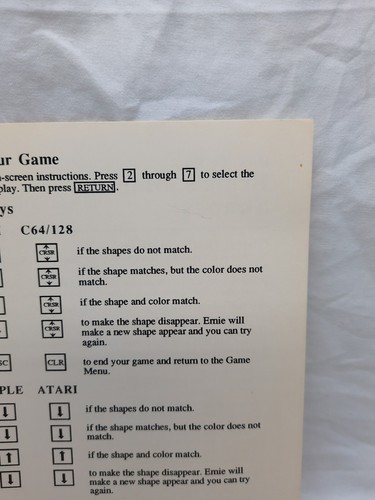 ur Game
-screen instructions. Press 2 through 7 to select the
play. Then press RETURN.
ys
C64/128
CRSR if the shapes do not match.
CRSR if the shape matches, but the color does not
match.
CRSR if the shape and color match.
CRSR to make the shape disappear. Ernie will
make a new shape appear and you can try
again.
SC CLR to end your game and return to the Game
Menu.
PLE ATARI
↓ ↓ if the shapes do not match.
↓ ↓ if the shape matches, but the color does not
match.
↑ ↑ if the shape and color match.
↓ ↓ to make the shape disappear. Ernie will
make a new shape appear and you can try
again.